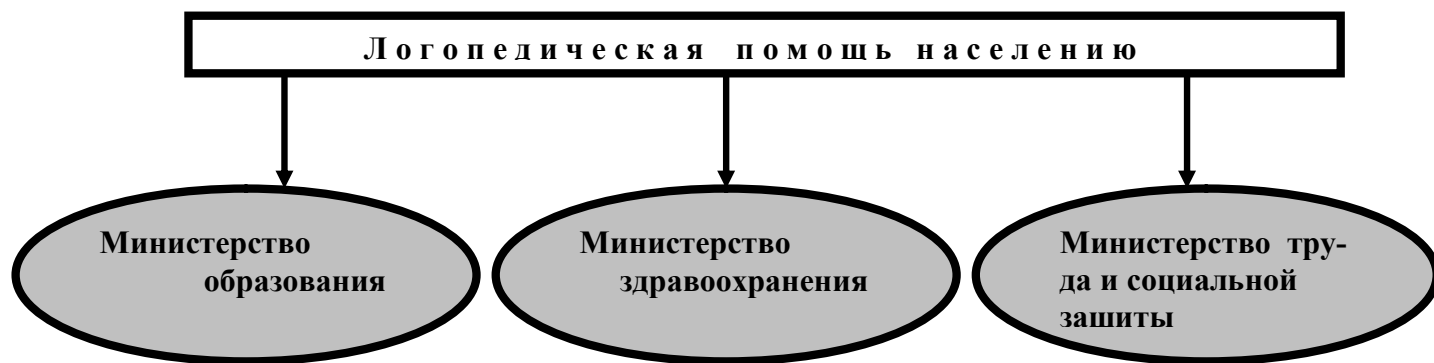 Логопедическая помощь населению
Министерство
образования
Министерство
здравоохранения
Министерство тру-
да и социальной
зашиты